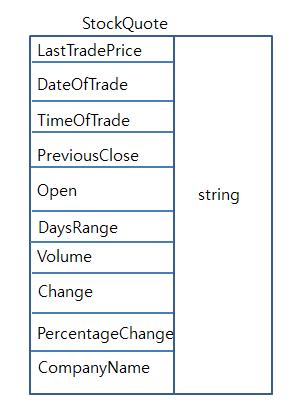 StockQuote
LastTradePrice
DateOfTrade
TimeOfTrade
PreviousClose
Open
string
DaysRange
Volume
Change
PercentageChange
CompanyName